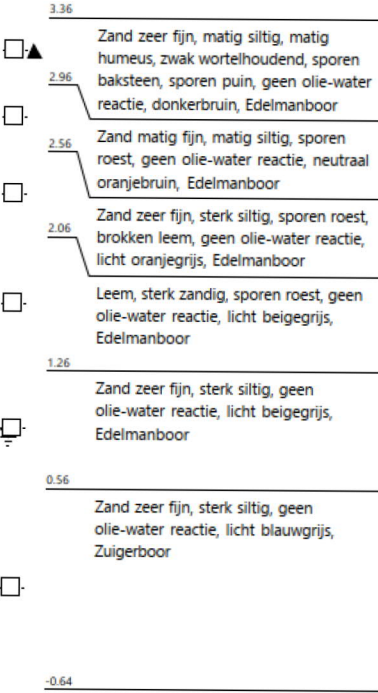 3.36
Zand zeer fijn, matig siltig, matig
humeus, zwak wortelhoudend, sporen
baksteen, sporen puin, geen olie-water
reactie, donkerbruin, Edelmanboor
2.96
Zand matig fijn, matig siltig, sporen
roest, geen olie-water reactie, neutraal
oranjebruin, Edelmanboor
2.56
Zand zeer fijn, sterk siltig, sporen roest,
brokken leem, geen olie-water reactie,
licht oranjegrijs, Edelmanboor
2.06
Leem, sterk zandig, sporen roest, geen
olie-water reactie, licht beigegrijs,
Edelmanboor
1.26
Zand zeer fijn, sterk siltig, geen
olie-water reactie, licht beigegrijs,
Edelmanboor
0.56
Zand zeer fijn, sterk siltig, geen
olie-water reactie, licht blauwgrijs,
Zuigerboor
-0.64